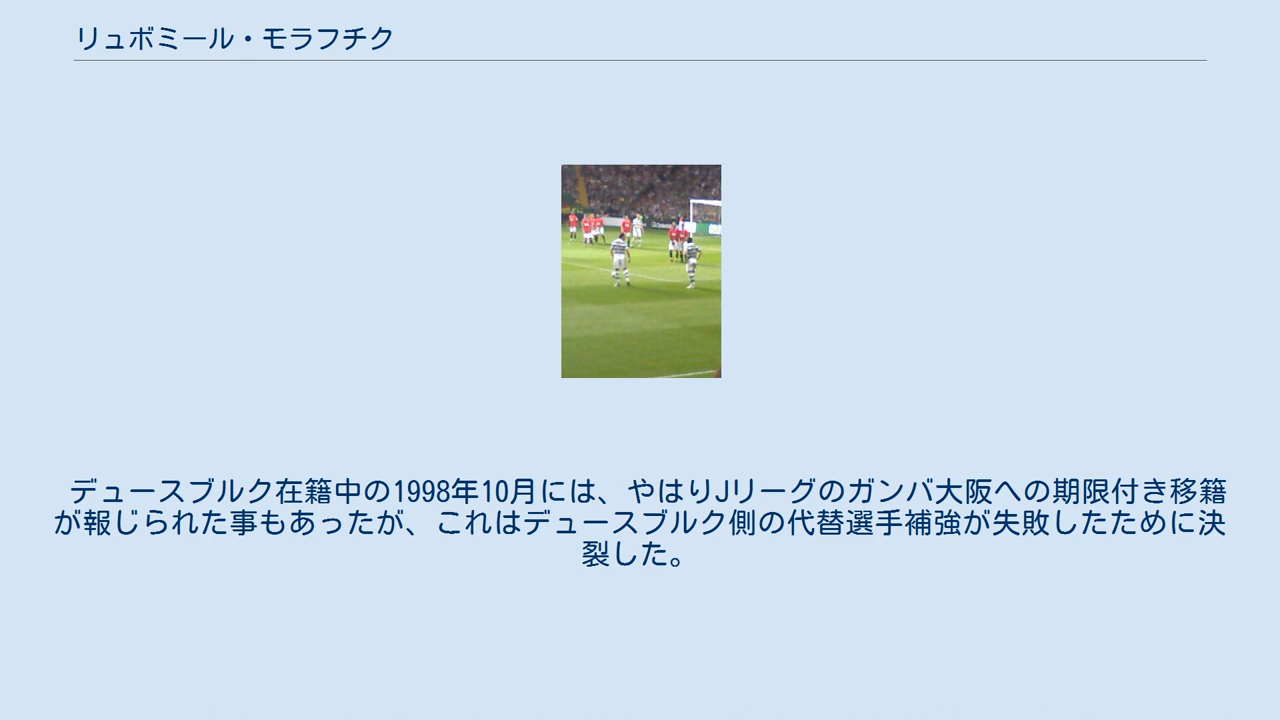 リュボミール・モラフチク
デュースブルク在籍中の1998年10月には、やはりJリーグのガンバ大阪への期限付き移籍
が報じられた事もあったが、これはデュースブルク側の代替選手補強が失敗したために決
裂した。